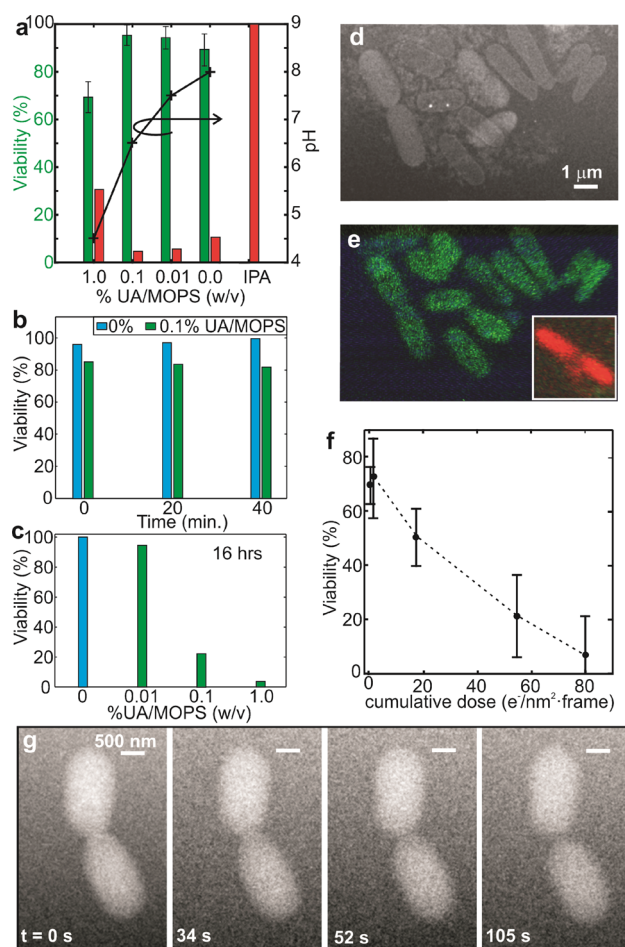 a
Viability (%)
100
80
60
40
20
0
9
8
7
6
5
4
pH
1.0 0.1 0.01 0.0 IPA
% UA/MOPS (w/v)
b
0% 0.1% UA/MOPS
Viability (%)
100
80
60
40
20
0
0 20 40
Time (min.)
c
16 hrs
Viability (%)
100
80
60
40
20
0
0 0.01 0.1 1.0
%UA/MOPS (w/v)
d
1 μm
e
f
Viability (%)
80
60
40
20
0
0 20 40 60 80
cumulative dose (e⁻/nm²·frame)
g
500 nm
t = 0 s
34 s
52 s
105 s